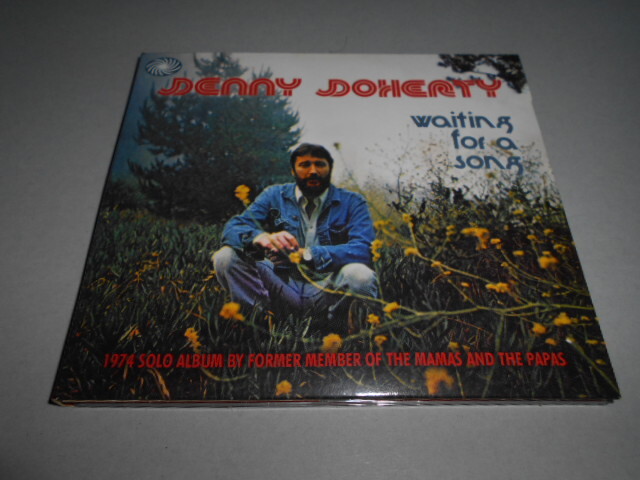 DENNY DOHERTY
waiting
for a
song
1974 SOLO ALBUM BY FORMER MEMBER OF THE MAMAS AND THE PAPAS